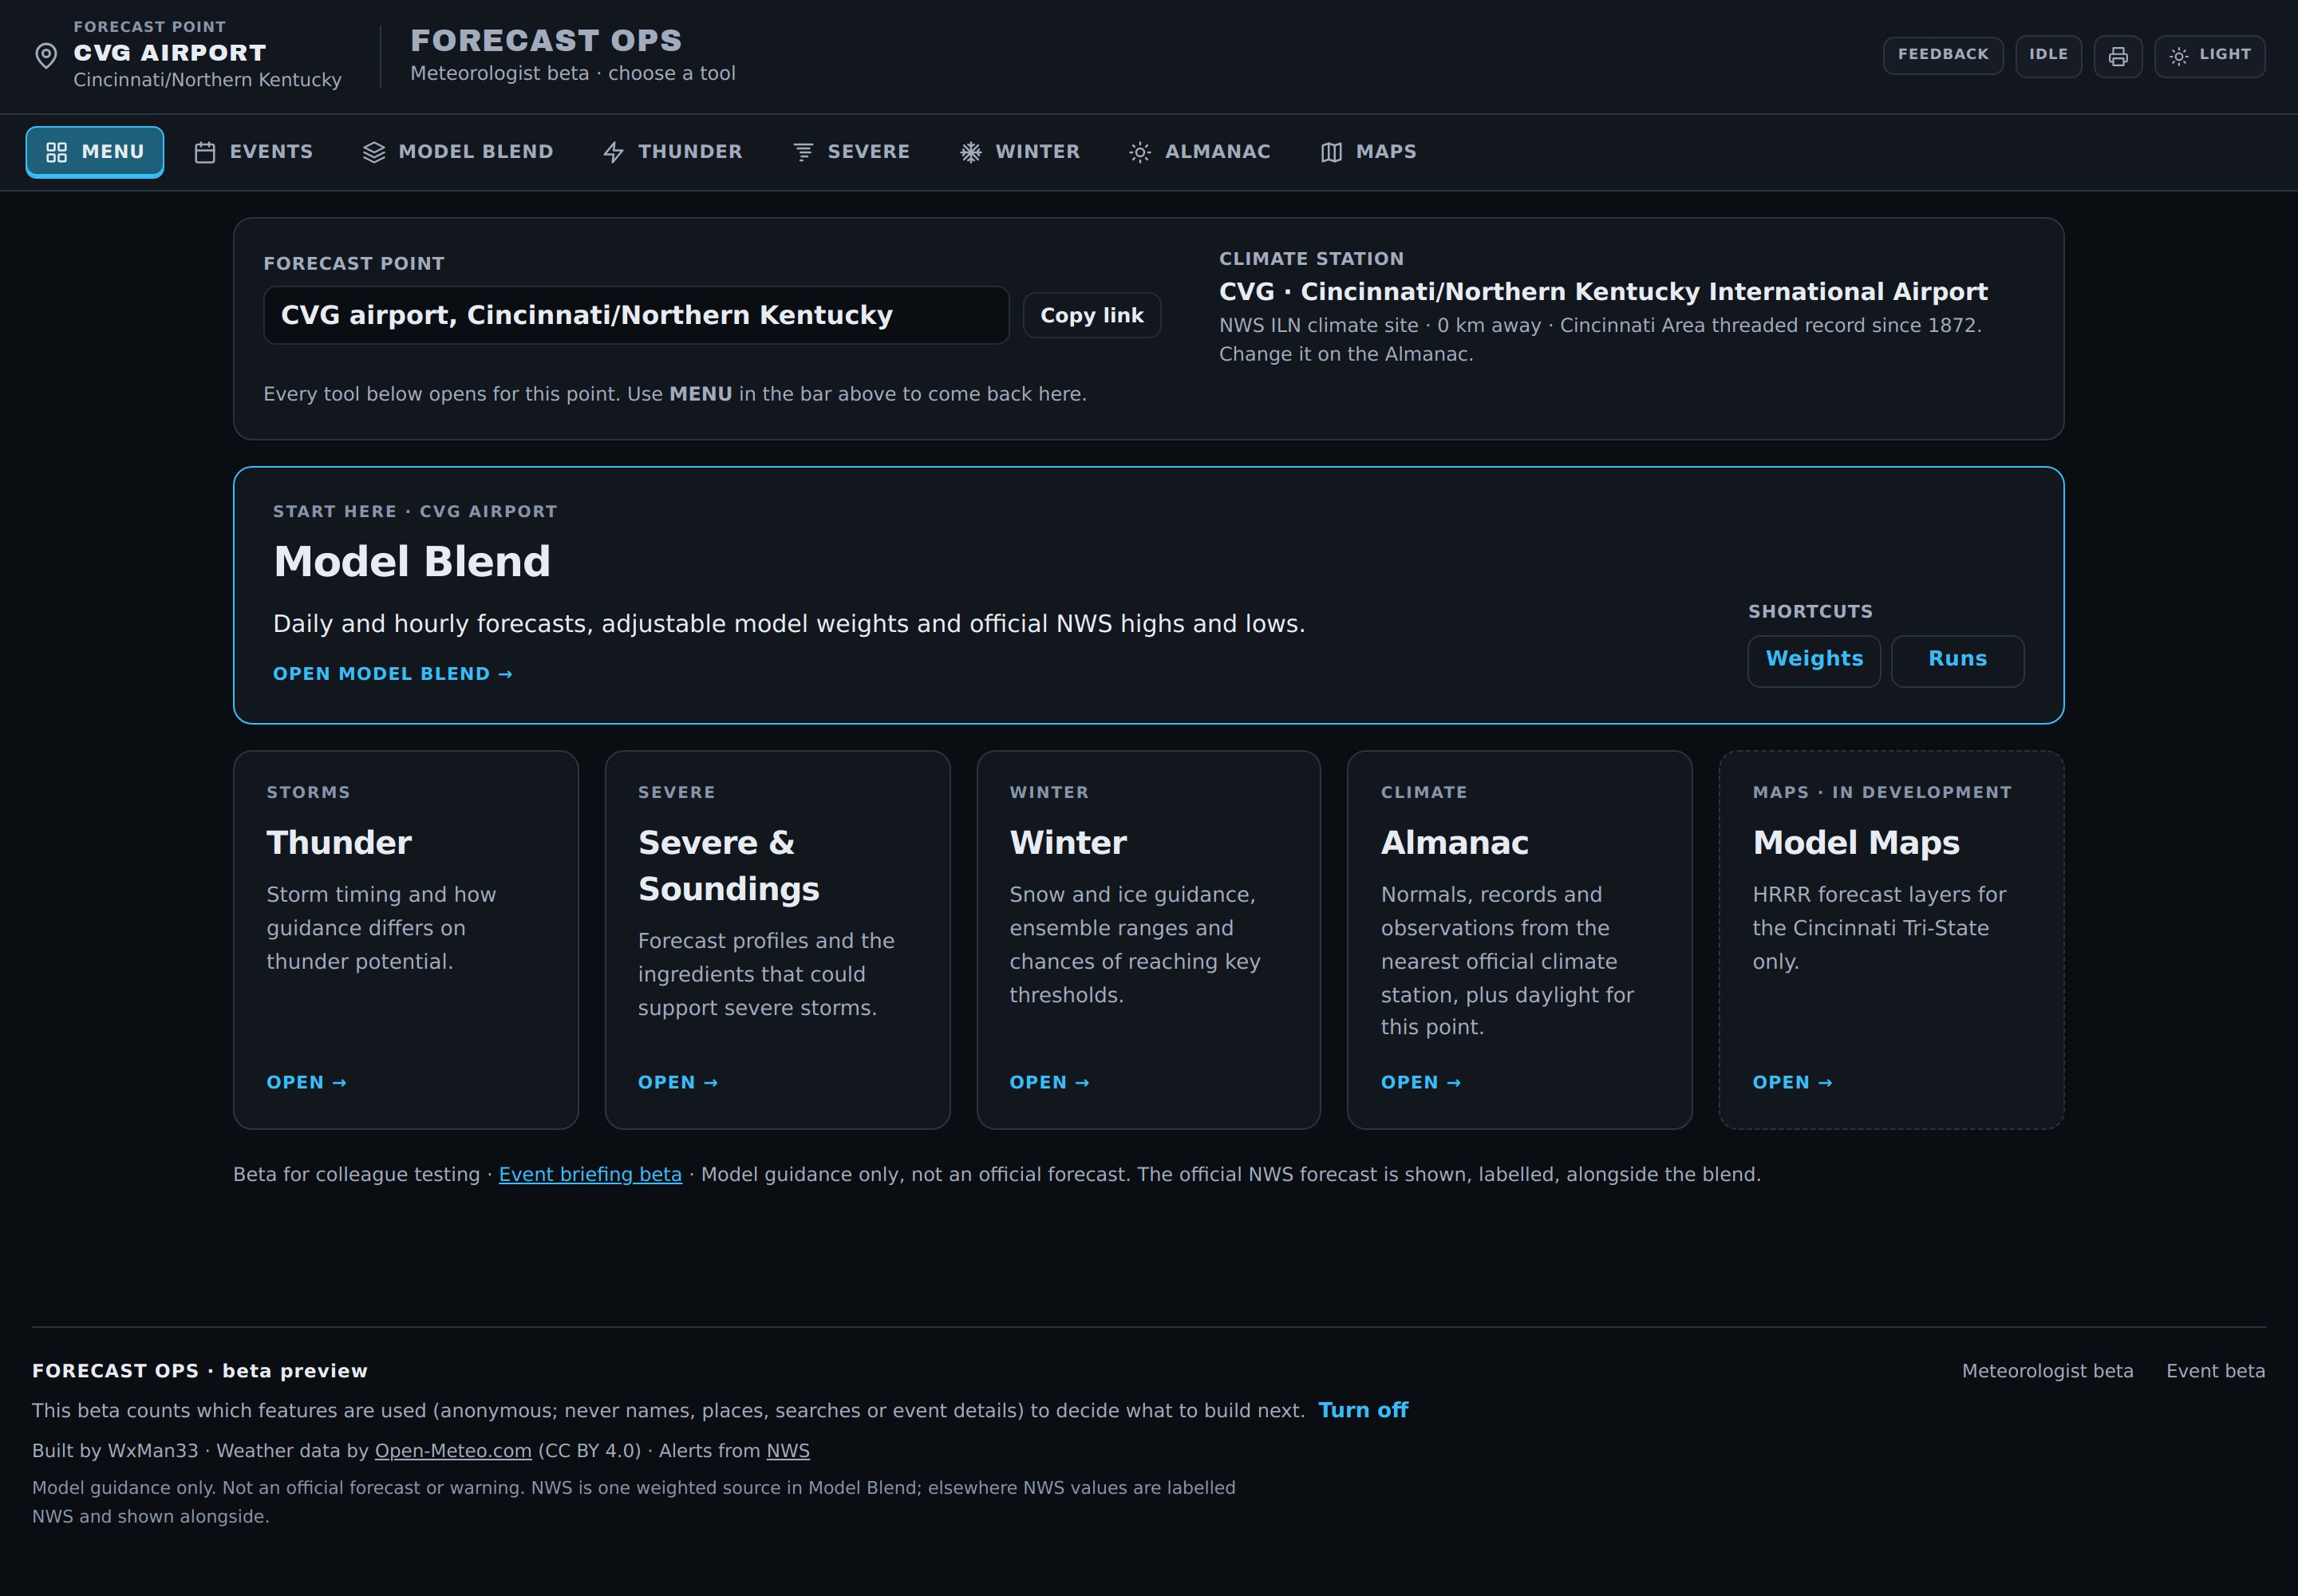 FORECAST POINT
CVG AIRPORT
Cincinnati/Northern Kentucky
FORECAST OPS
Meteorologist beta · choose a tool
FEEDBACK
IDLE
LIGHT
MENU
EVENTS
MODEL BLEND
THUNDER
SEVERE
WINTER
ALMANAC
MAPS
FORECAST POINT
CVG airport, Cincinnati/Northern Kentucky
Copy link
Every tool below opens for this point. Use MENU in the bar above to come back here.
CLIMATE STATION
CVG · Cincinnati/Northern Kentucky International Airport
NWS ILN climate site · 0 km away · Cincinnati Area threaded record since 1872.
Change it on the Almanac.
START HERE · CVG AIRPORT
Model Blend
Daily and hourly forecasts, adjustable model weights and official NWS highs and lows.
OPEN MODEL BLEND →
SHORTCUTS
Weights
Runs
STORMS
Thunder
Storm timing and how
guidance differs on
thunder potential.
OPEN →
SEVERE
Severe &
Soundings
Forecast profiles and the
ingredients that could
support severe storms.
OPEN →
WINTER
Winter
Snow and ice guidance,
ensemble ranges and
chances of reaching key
thresholds.
OPEN →
CLIMATE
Almanac
Normals, records and
observations from the
nearest official climate
station, plus daylight for
this point.
OPEN →
MAPS · IN DEVELOPMENT
Model Maps
HRRR forecast layers for
the Cincinnati Tri-State
only.
OPEN →
Beta for colleague testing · Event briefing beta · Model guidance only, not an official forecast. The official NWS forecast is shown, labelled, alongside the blend.
FORECAST OPS · beta preview
Meteorologist beta
Event beta
This beta counts which features are used (anonymous; never names, places, searches or event details) to decide what to build next. Turn off
Built by WxMan33 · Weather data by Open-Meteo.com (CC BY 4.0) · Alerts from NWS
Model guidance only. Not an official forecast or warning. NWS is one weighted source in Model Blend; elsewhere NWS values are labelled
NWS and shown alongside.